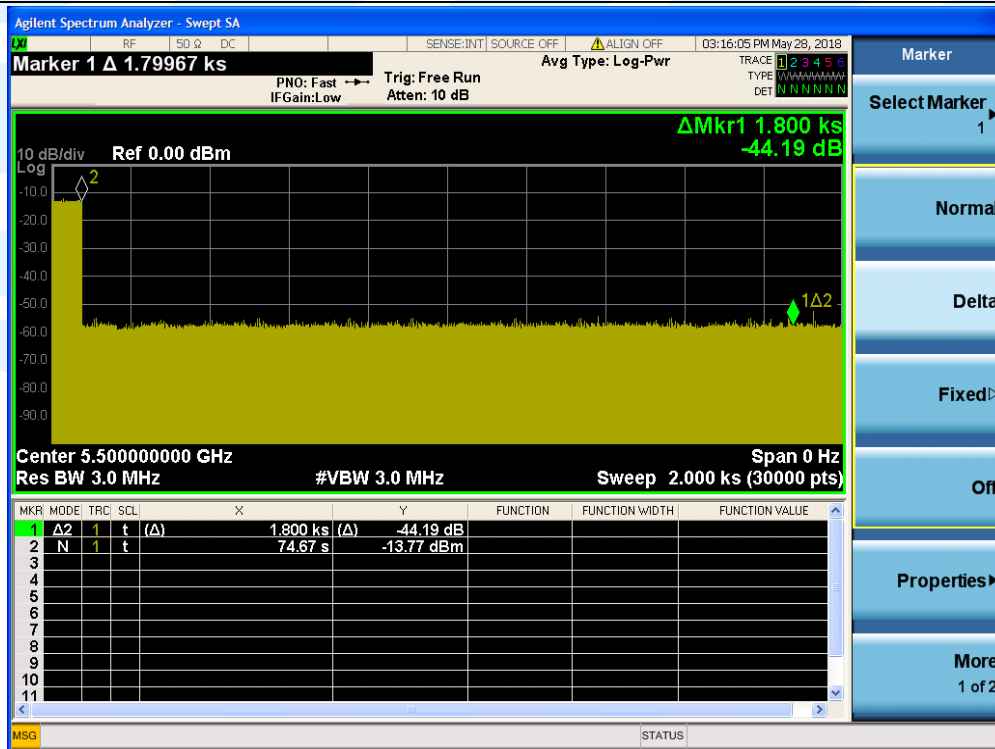 Agilent Spectrum Analyzer - Swept SA
LXI RF 50 Ω DC SENSE:INT SOURCE OFF ALIGN OFF 03:16:05 PM May 28, 2018
Marker 1 Δ 1.79967 ks
PNO: Fast
IFGain:Low
Trig: Free Run
Atten: 10 dB
Avg Type: Log-Pwr
TRACE 1 2 3 4 5 6
TYPE WWWWWW
DET N N N N N N
ΔMkr1 1.800 ks
-44.19 dB
10 dB/div Ref 0.00 dBm
Log
-10.0
-20.0
-30.0
-40.0
-50.0
-60.0
-70.0
-80.0
-90.0
2
1Δ2
Center 5.500000000 GHz Span 0 Hz
Res BW 3.0 MHz #VBW 3.0 MHz Sweep 2.000 ks (30000 pts)
MKR MODE TRC SCL X Y FUNCTION FUNCTION WIDTH FUNCTION VALUE
1 Δ2 1 t (Δ) 1.800 ks (Δ) -44.19 dB
2 N 1 t 74.67 s -13.77 dBm
3
4
5
6
7
8
9
10
11
MSG STATUS
Marker
Select Marker
1
Normal
Delta
Fixed
Off
Properties
More
1 of 2